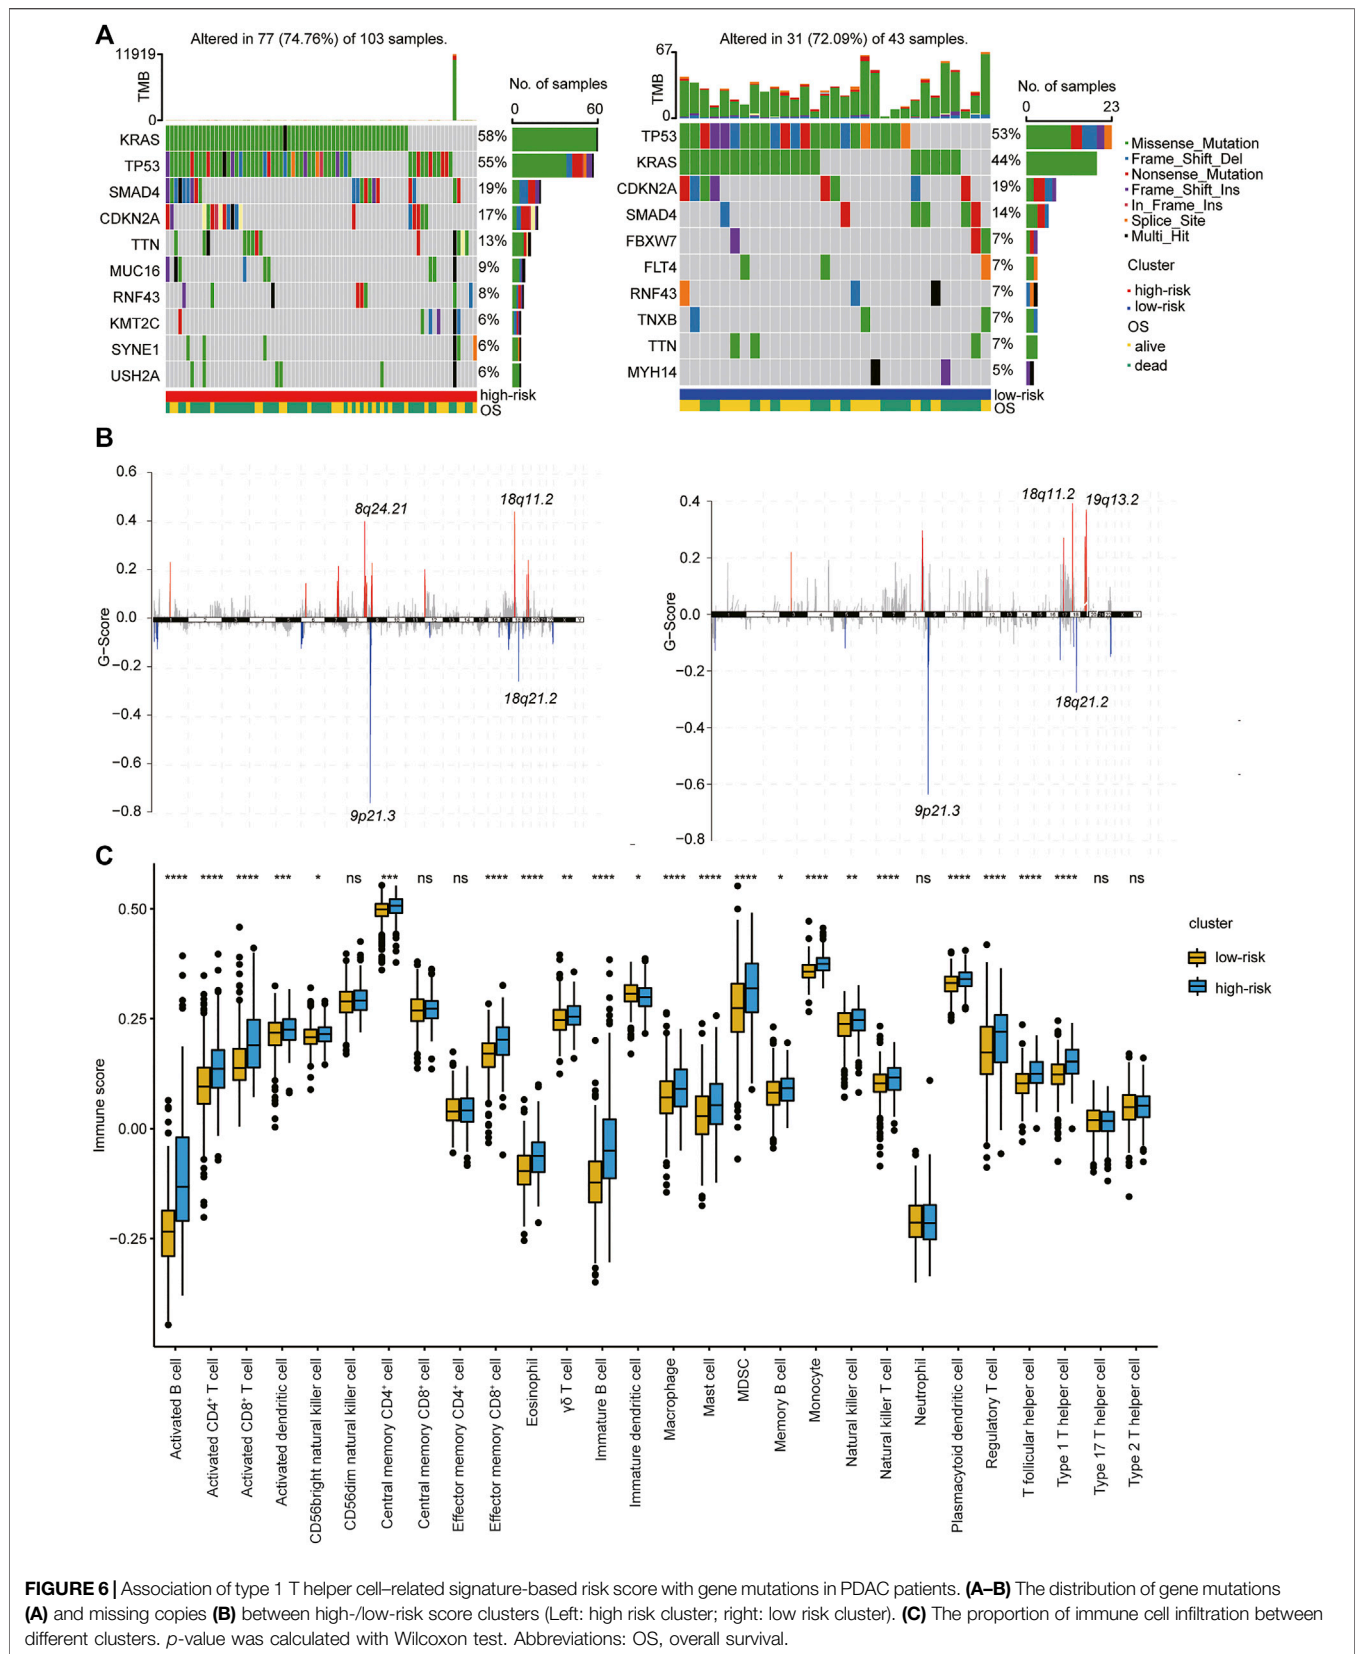 A
Altered in 77 (74.76%) of 103 samples.
11919
TMB
0
No. of samples
0 60
KRAS 58%
TP53 55%
SMAD4 19%
CDKN2A 17%
TTN 13%
MUC16 9%
RNF43 8%
KMT2C 6%
SYNE1 6%
USH2A 6%
high-risk
OS
Altered in 31 (72.09%) of 43 samples.
67
TMB
0
No. of samples
0 23
TP53 53%
KRAS 44%
CDKN2A 19%
SMAD4 14%
FBXW7 7%
FLT4 7%
RNF43 7%
TNXB 7%
TTN 7%
MYH14 5%
low-risk
OS
Missense_Mutation
Frame_Shift_Del
Nonsense_Mutation
Frame_Shift_Ins
In_Frame_Ins
Splice_Site
Multi_Hit
Cluster
high-risk
low-risk
OS
alive
dead
B
G−Score
0.6
0.4
0.2
0.0
−0.2
−0.4
−0.6
−0.8
8q24.21
18q11.2
18q21.2
9p21.3
G−Score
0.4
0.2
0.0
−0.2
−0.4
−0.6
−0.8
18q11.2
19q13.2
18q21.2
9p21.3
C
**** **** **** *** * ns *** ns ns **** **** ** **** * **** **** **** * **** ** **** ns **** **** **** **** ns ns
Immune score
0.50
0.25
0.00
−0.25
cluster
low-risk
high-risk
Activated B cell
Activated CD4⁺ T cell
Activated CD8⁺ T cell
Activated dendritic cell
CD56bright natural killer cell
CD56dim natural killer cell
Central memory CD4⁺ cell
Central memory CD8⁺ cell
Effector memory CD4⁺ cell
Effector memory CD8⁺ cell
Eosinophil
γδ T cell
Immature B cell
Immature dendritic cell
Macrophage
Mast cell
MDSC
Memory B cell
Monocyte
Natural killer cell
Natural killer T cell
Neutrophil
Plasmacytoid dendritic cell
Regulatory T cell
T follicular helper cell
Type 1 T helper cell
Type 17 T helper cell
Type 2 T helper cell
FIGURE 6 | Association of type 1 T helper cell–related signature-based risk score with gene mutations in PDAC patients. (A–B) The distribution of gene mutations
(A) and missing copies (B) between high-/low-risk score clusters (Left: high risk cluster; right: low risk cluster). (C) The proportion of immune cell infiltration between
different clusters. p-value was calculated with Wilcoxon test. Abbreviations: OS, overall survival.